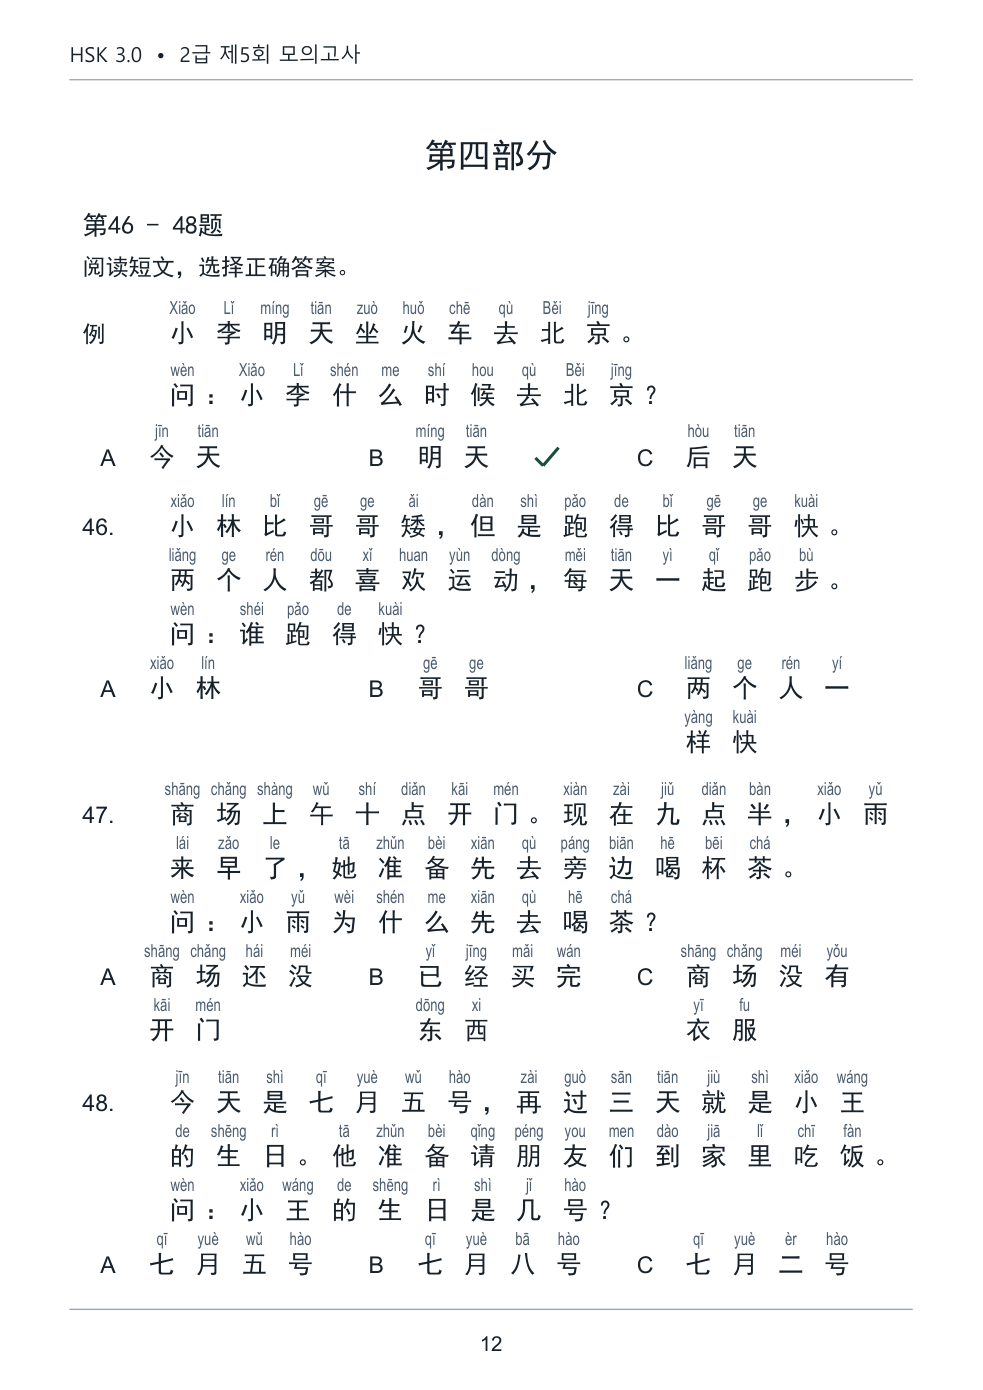 HSK 3.0 • 2급 제5회 모의고사
第四部分
第46 – 48题
阅读短文，选择正确答案。
Xiǎo Lǐ míng tiān zuò huǒ chē qù Běi jīng
例 小李明天坐火车去北京。
wèn Xiǎo Lǐ shén me shí hou qù Běi jīng
问：小李什么时候去北京？
jīn tiān míng tiān hòu tiān
A 今天 B 明天 ✓ C 后天
xiǎo lín bǐ gē ge ǎi dàn shì pǎo de bǐ gē ge kuài
46. 小林比哥哥矮，但是跑得比哥哥快。
liǎng ge rén dōu xǐ huan yùn dòng měi tiān yì qǐ pǎo bù
两个人都喜欢运动，每天一起跑步。
wèn shéi pǎo de kuài
问：谁跑得快？
xiǎo lín gē ge liǎng ge rén yí
A 小林 B 哥哥 C 两个人一
yàng kuài
样快
shāng chǎng shàng wǔ shí diǎn kāi mén xiàn zài jiǔ diǎn bàn xiǎo yǔ
47. 商场上午十点开门。现在九点半，小雨
lái zǎo le tā zhǔn bèi xiān qù páng biān hē bēi chá
来早了，她准备先去旁边喝杯茶。
wèn xiǎo yǔ wèi shén me xiān qù hē chá
问：小雨为什么先去喝茶？
shāng chǎng hái méi yǐ jīng mǎi wán shāng chǎng méi yǒu
A 商场还没 B 已经买完 C 商场没有
kāi mén dōng xi yī fu
开门 东西 衣服
jīn tiān shì qī yuè wǔ hào zài guò sān tiān jiù shì xiǎo wáng
48. 今天是七月五号，再过三天就是小王
de shēng rì tā zhǔn bèi qǐng péng you men dào jiā lǐ chī fàn
的生日。他准备请朋友们到家里吃饭。
wèn xiǎo wáng de shēng rì shì jǐ hào
问：小王的生日是几号？
qī yuè wǔ hào qī yuè bā hào qī yuè èr hào
A 七月五号 B 七月八号 C 七月二号
12